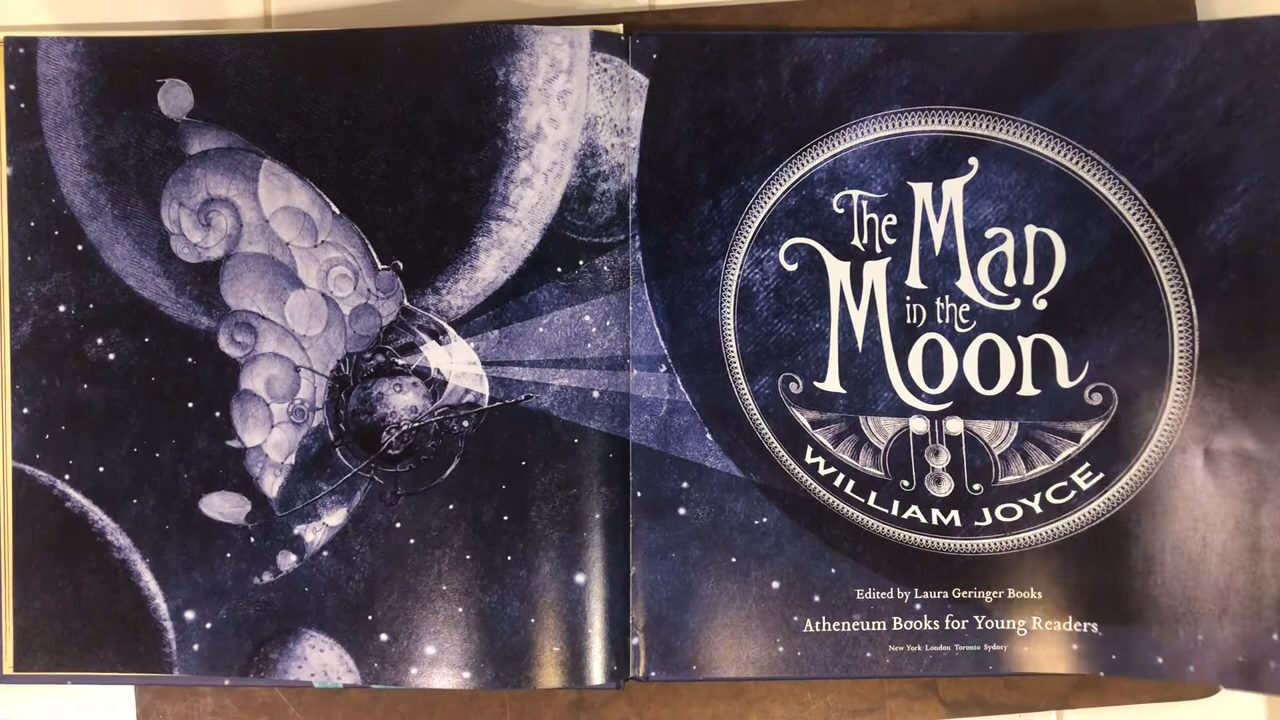 The Man
in the
Moon
WILLIAM JOYCE
Edited by Laura Geringer Books
Atheneum Books for Young Readers
New York London Toronto Sydney